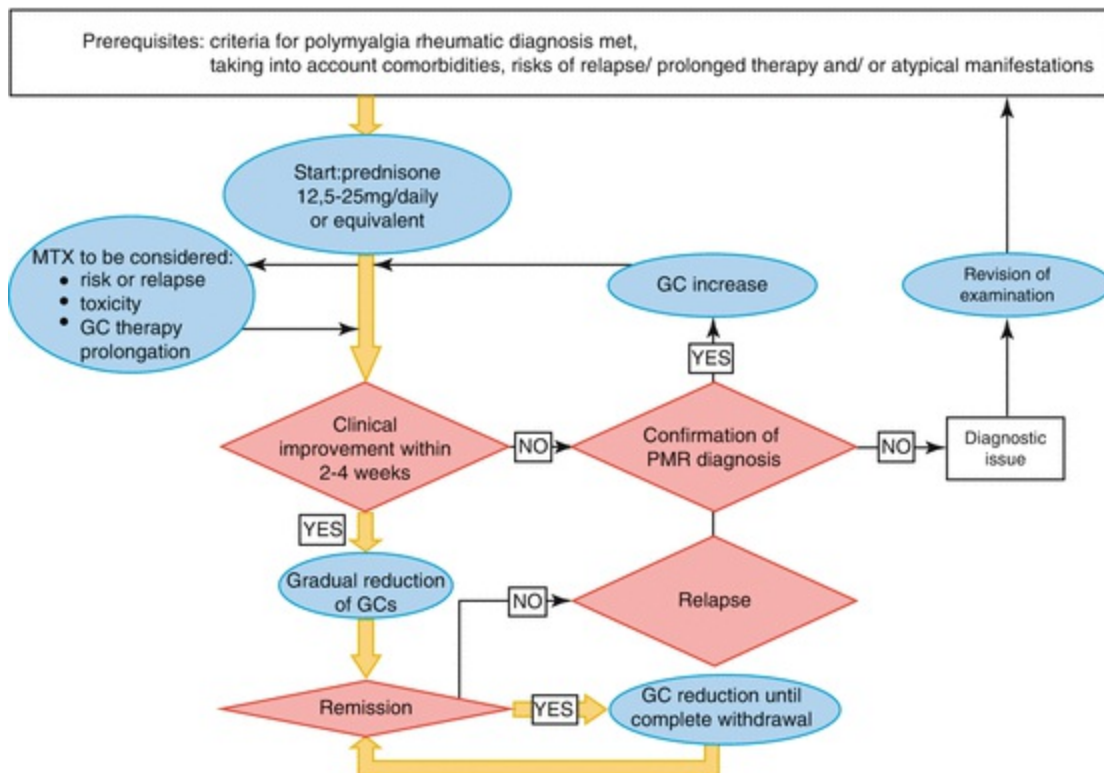 Prerequisites: criteria for polymyalgia rheumatic diagnosis met,
taking into account comorbidities, risks of relapse/ prolonged therapy and/ or atypical manifestations
Start:prednisone
12,5-25mg/daily
or equivalent
MTX to be considered:
• risk or relapse
• toxicity
• GC therapy
prolongation
GC increase
Revision of
examination
YES
Clinical
improvement within
2-4 weeks
NO
Confirmation of
PMR diagnosis
NO
Diagnostic
issue
YES
Gradual reduction
of GCs
NO
Relapse
Remission
YES
GC reduction until
complete withdrawal